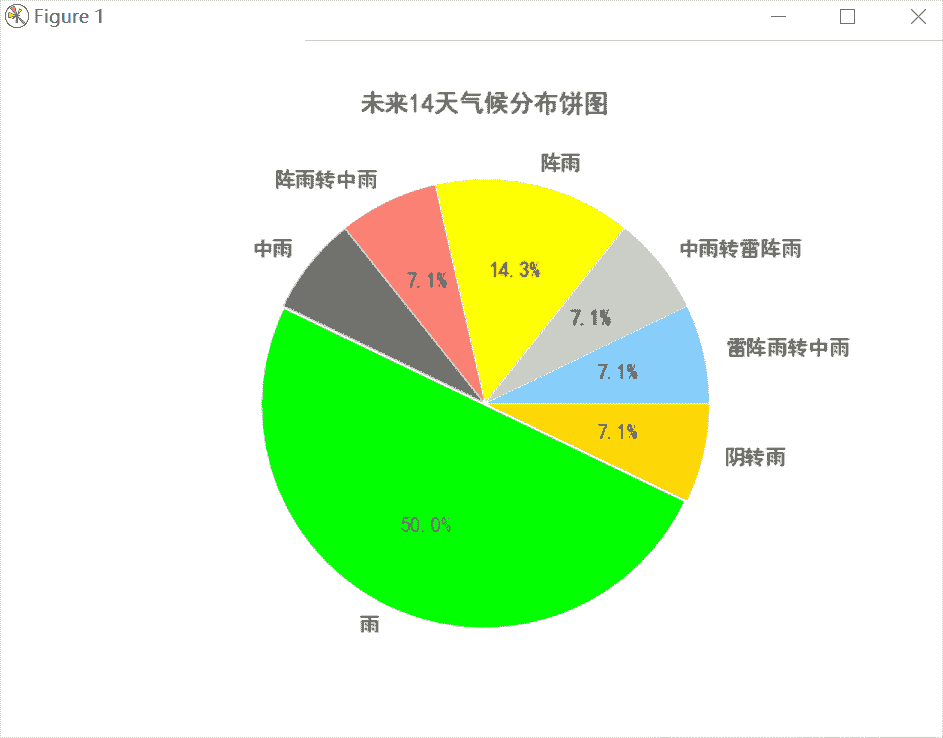 Figure 1
未来14天气候分布饼图
阵雨
阵雨转中雨
中雨
中雨转雷阵雨
14.3%
7.1%
7.1%
雷阵雨转中雨
7.1%
7.1%
阴转雨
50.0%
雨